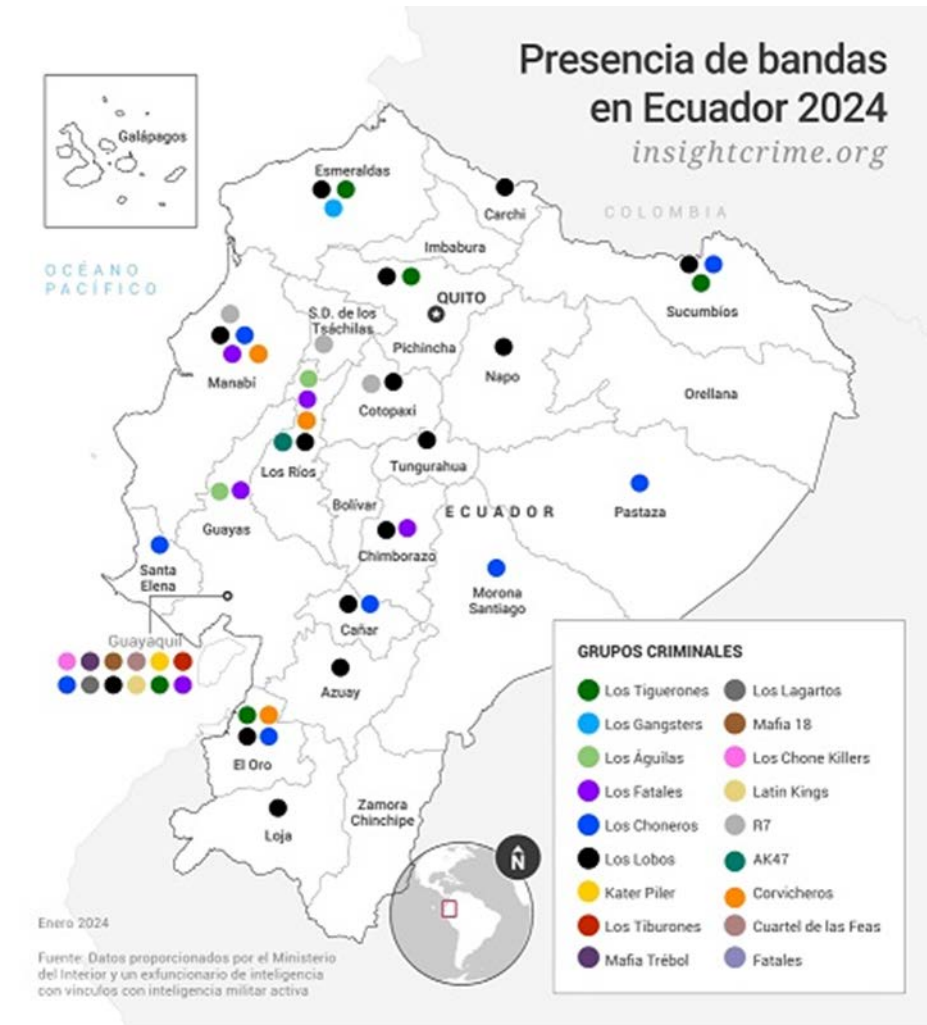 Presencia de bandas
en Ecuador 2024
insightcrime.org
Galápagos
Esmeraldas
Carchi
COLOMBIA
Imbabura
OCÉANO
PACÍFICO
QUITO
Sucumbíos
S.D. de los
Tsáchilas
Pichincha
Manabí
Napo
Orellana
Cotopaxi
Los Ríos
Tungurahua
Bolívar
ECUADOR
Pastaza
Guayas
Chimborazo
Santa
Elena
Morona
Santiago
Cañar
Guayaquil
Azuay
El Oro
Zamora
Chinchipe
Loja
GRUPOS CRIMINALES
Los Tiguerones
Los Gangsters
Los Águilas
Los Fatales
Los Choneros
Los Lobos
Kater Piler
Los Tiburones
Mafia Trébol
Los Lagartos
Mafia 18
Los Chone Killers
Latin Kings
R7
AK47
Corvicheros
Cuartel de las Feas
Fatales
N
Enero 2024
Fuente: Datos proporcionados por el Ministerio
del Interior y un exfuncionario de inteligencia
con vínculos con inteligencia militar activa